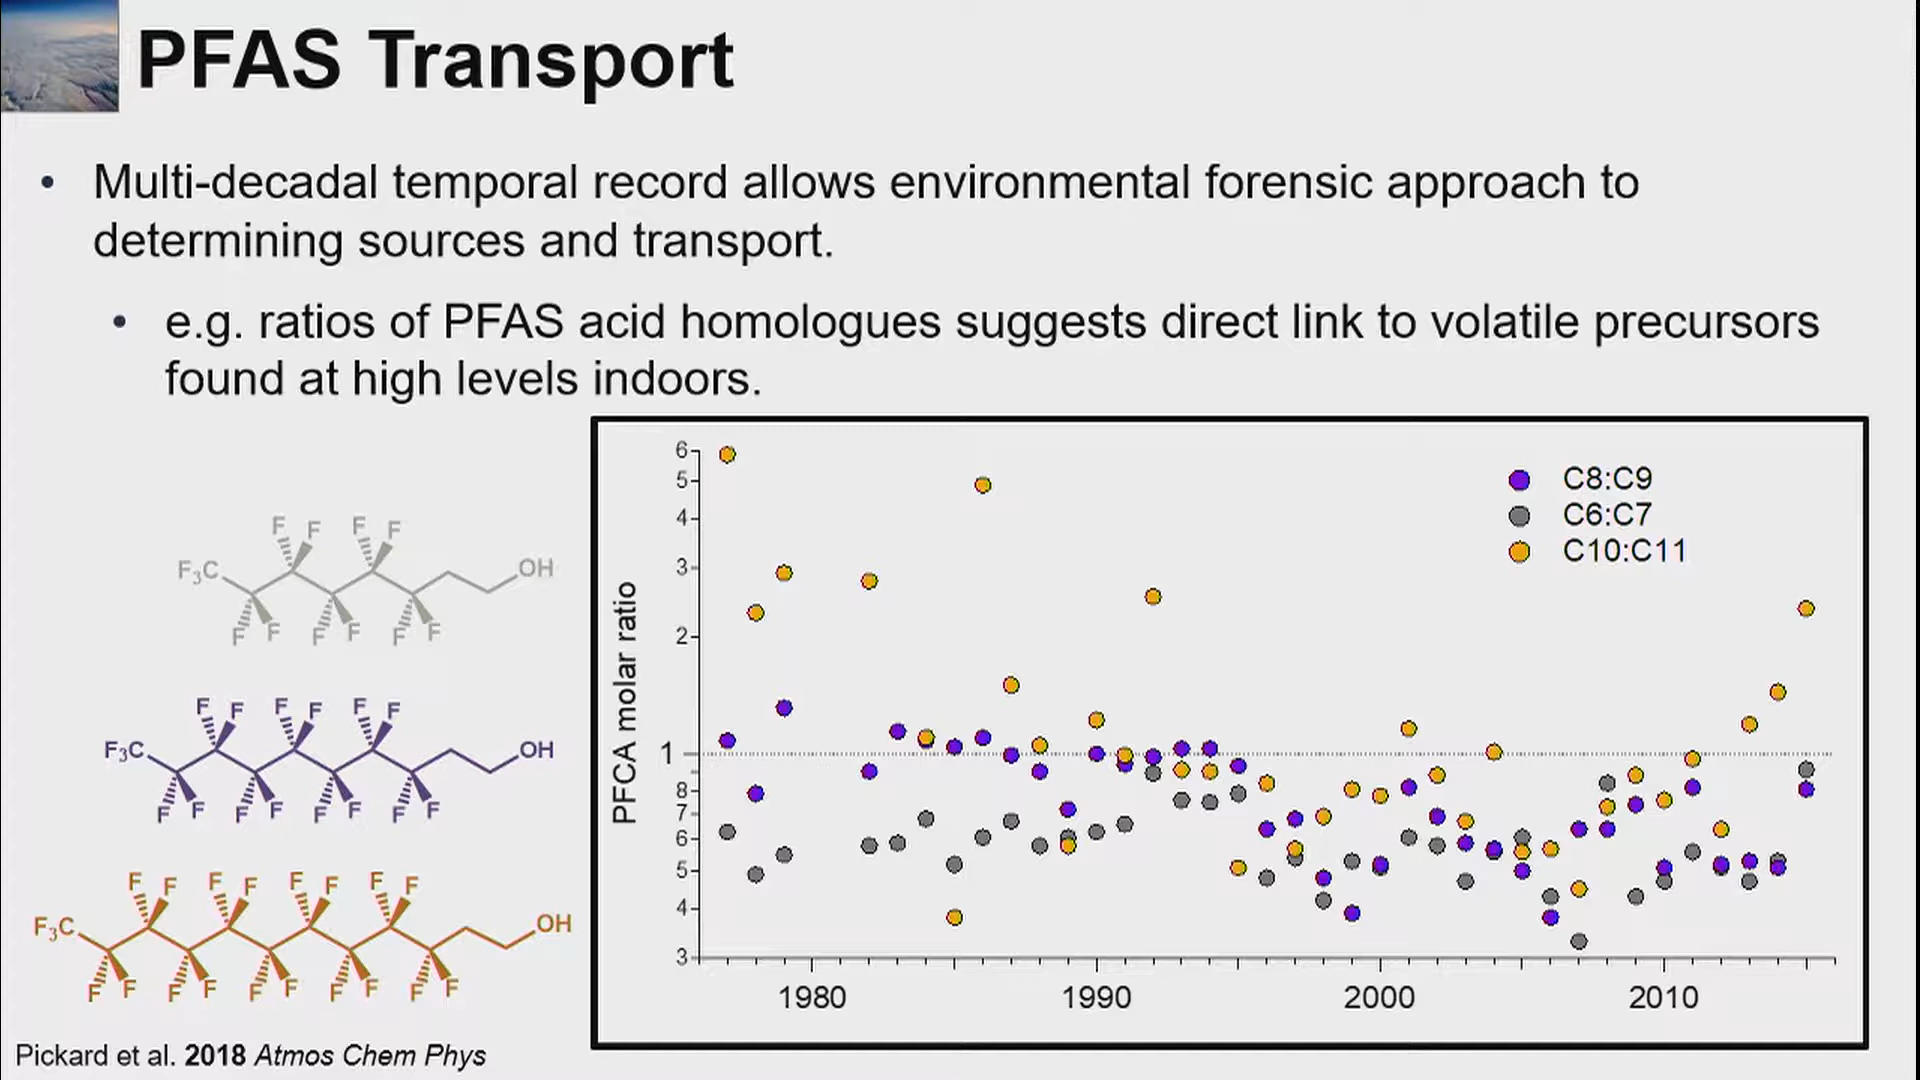 PFAS Transport
• Multi-decadal temporal record allows environmental forensic approach to
determining sources and transport.
• e.g. ratios of PFAS acid homologues suggests direct link to volatile precursors
found at high levels indoors.
F F F F
F₃C OH
F F F F F F
F F F F F F
F₃C OH
F F F F F F F F
F F F F F F F F
F₃C OH
F F F F F F F F F F
Pickard et al. 2018 Atmos Chem Phys
PFCA molar ratio
6
5
4
3
2
1
8
7
6
5
4
3
1980 1990 2000 2010
C8:C9
C6:C7
C10:C11